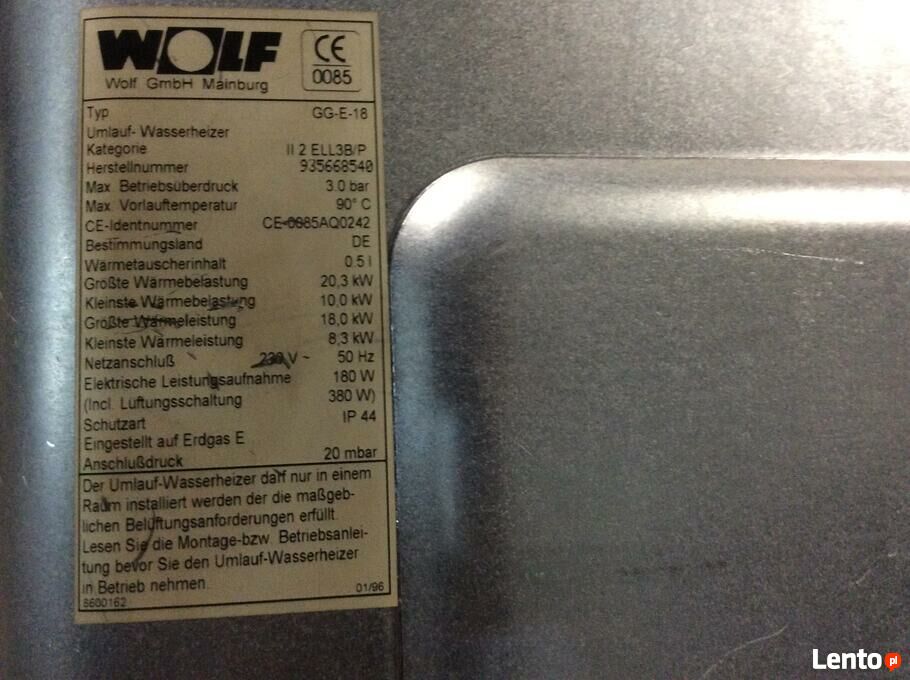 WOLF
Wolf GmbH Mainburg
CE
0085
Typ GG-E-18
Umlauf- Wasserheizer
Kategorie II 2 ELL3B/P
Herstellnummer 935668540
Max. Betriebsüberdruck 3.0 bar
Max. Vorlauftemperatur 90° C
CE-Identnummer CE-0085AQ0242
Bestimmungsland DE
Wärmetauscherinhalt 0.5 l
Größte Wärmebelastung 20,3 kW
Kleinste Wärmebelastung 10,0 kW
Größte Wärmeleistung 18,0 kW
Kleinste Wärmeleistung 8,3 kW
Netzanschluß 230 V ~ 50 Hz
Elektrische Leistungsaufnahme 180 W
(Incl. Lüftungsschaltung 380 W)
Schutzart IP 44
Eingestellt auf Erdgas E
Anschlußdruck 20 mbar
Der Umlauf-Wasserheizer darf nur in einem
Raum installiert werden der die maßgeb-
lichen Belüftungsanforderungen erfüllt
Lesen Sie die Montage-bzw. Betriebsanlei-
tung bevor Sie den Umlauf-Wasserheizer
in Betrieb nehmen.
8600162 01/96
Lento pl